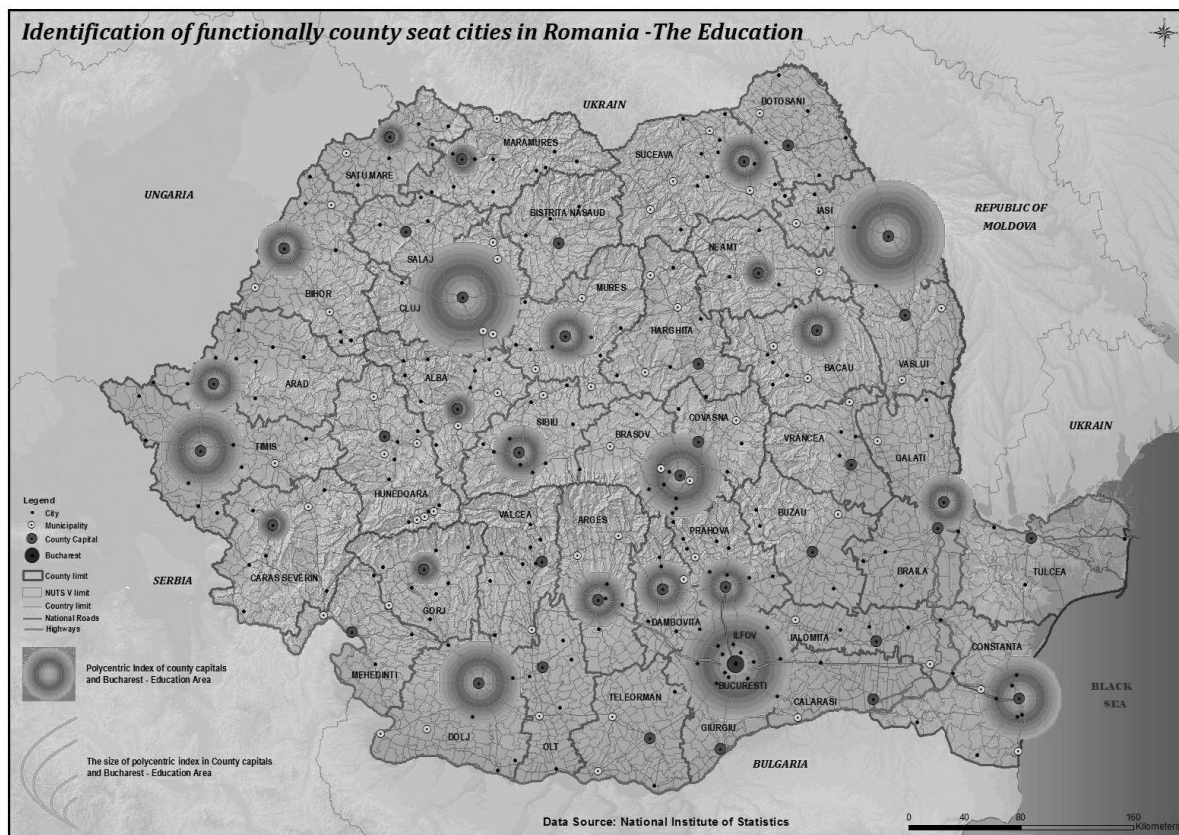 Identification of functionally county seat cities in Romania -The Education
UKRAIN
BOTOSANI
MARAMURES
SUCEAVA
SATU MARE
UNGARIA
BISTRITA NASAUD
IASI
REPUBLIC OF
MOLDOVA
NEAMT
SALAJ
MURES
BIHOR
CLUJ
HARGHITA
BACAU
VASLUI
ARAD
ALBA
SIBIU
BRASOV
COVASNA
VRANCEA
UKRAIN
TIMIS
GALATI
HUNEDOARA
VALCEA
ARGES
PRAHOVA
BUZAU
Legend
City
Municipality
County Capital
Bucharest
County limit
NUTS V limit
Country limit
National Roads
Highways
SERBIA
CARAS SEVERIN
GORJ
BRAILA
TULCEA
DAMBOVITA
ILFOV
IALOMITA
CONSTANTA
Polycentric Index of county capitals
and Bucharest - Education Area
MEHEDINTI
TELEORMAN
BUCURESTI
CALARASI
BLACK
SEA
DOLJ
OLT
GIURGIU
BULGARIA
The size of polycentric index in County capitals
and Bucharest - Education Area
Data Source: National Institute of Statistics
0 40 80 160
Kilometers